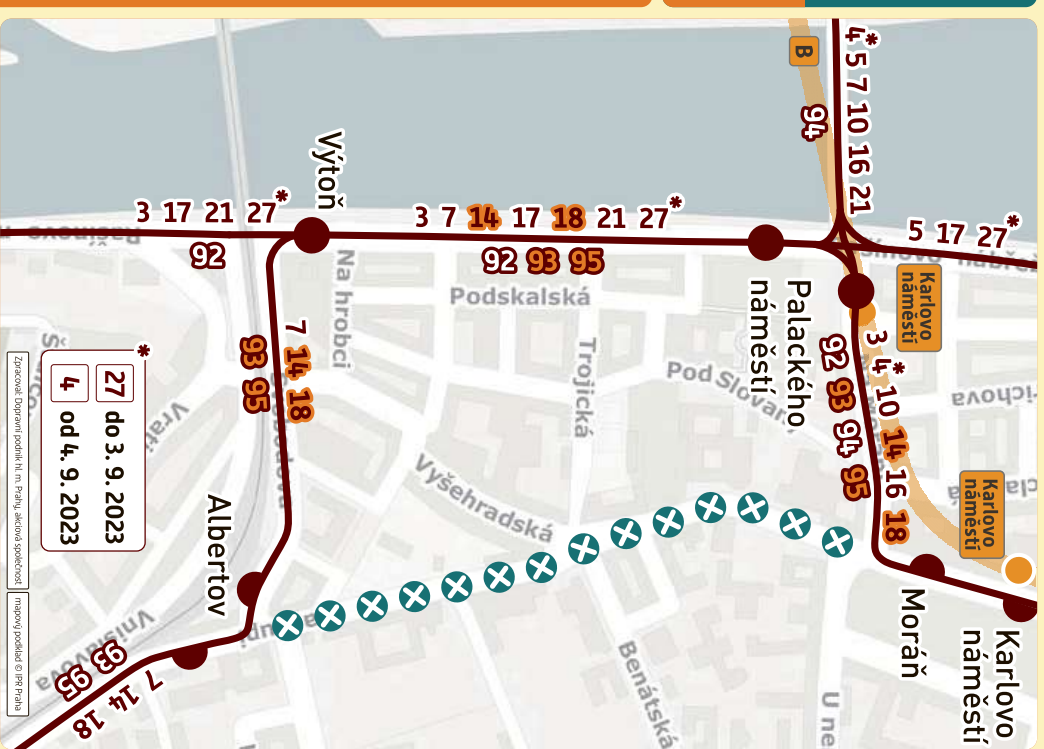 B
4* 5 7 10 16 21
94
Výtoň
3 17 21 27*
92
3 7 14 17 18 21 27*
92 93 95
5 17 27*
Karlovo
náměstí
Palackého
náměstí
3 4* 10 14 16 18
92 93 94 95
Na hrobci
Podskalská
Trojická
Pod Slovany
Vyšehradská
7 14 18
93 95
Karlovo
náměstí
Albertov
Moráň
Karlovo
náměstí
Benátská
U ne
93 95
7 14 18
*
27 do 3. 9. 2023
4 od 4. 9. 2023
Zpracoval: Dopravní podnik hl. m. Prahy, akciová společnost
mapový podklad © IPR Praha